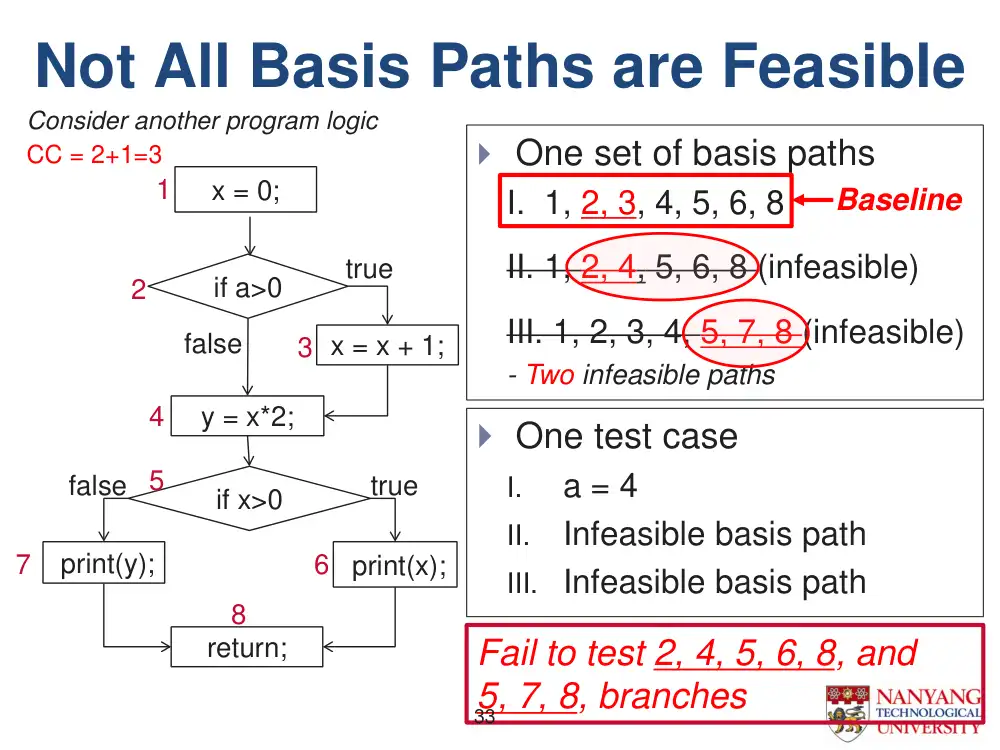 Not All Basis Paths are Feasible
Consider another program logic
CC = 2+1=3
1
x = 0;
2
if a>0
true
false
3
x = x + 1;
4
y = x*2;
5
if x>0
false
true
7
print(y);
6
print(x);
8
return;
One set of basis paths
I. 1, 2, 3, 4, 5, 6, 8
Baseline
II. 1, 2, 4, 5, 6, 8 (infeasible)
III. 1, 2, 3, 4, 5, 7, 8 (infeasible)
- Two infeasible paths
One test case
I. a = 4
II. Infeasible basis path
III. Infeasible basis path
Fail to test 2, 4, 5, 6, 8, and
5, 7, 8, branches
33
NANYANG
TECHNOLOGICAL
UNIVERSITY